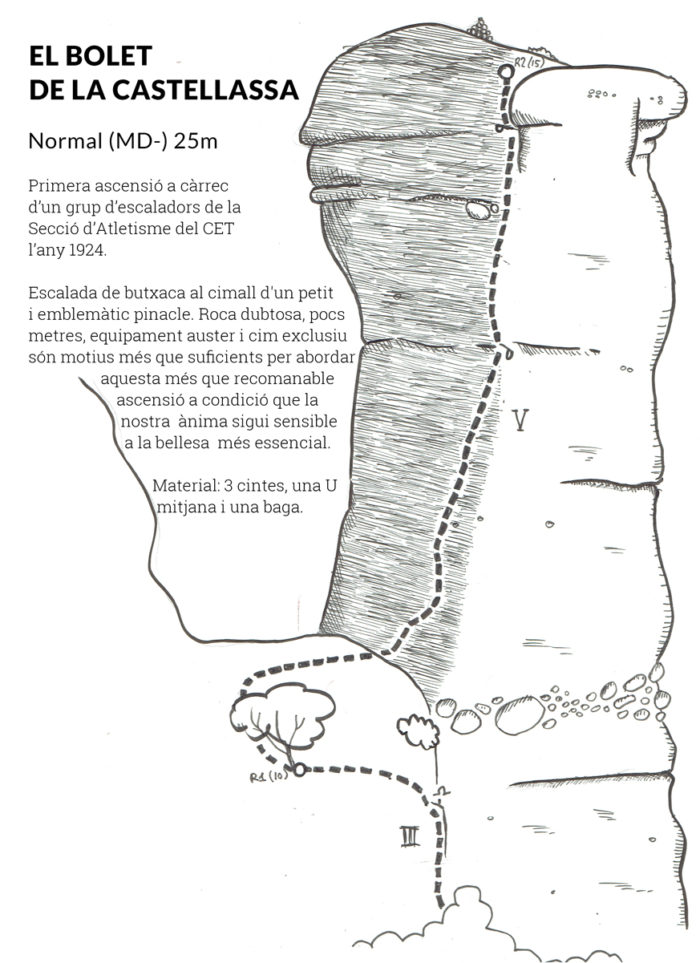 EL BOLET
DE LA CASTELLASSA
Normal (MD-) 25m
Primera ascensió a càrrec
d'un grup d'escaladors de la
Secció d'Atletisme del CET
l'any 1924.
Escalada de butxaca al cimall d'un petit
i emblemàtic pinacle. Roca dubtosa, pocs
metres, equipament auster i cim exclusiu
són motius més que suficients per abordar
aquesta més que recomanable
ascensió a condició que la
nostra ànima sigui sensible
a la bellesa més essencial.
Material: 3 cintes, una U
mitjana i una baga.
R2 (15)
V
R1 (10)
III